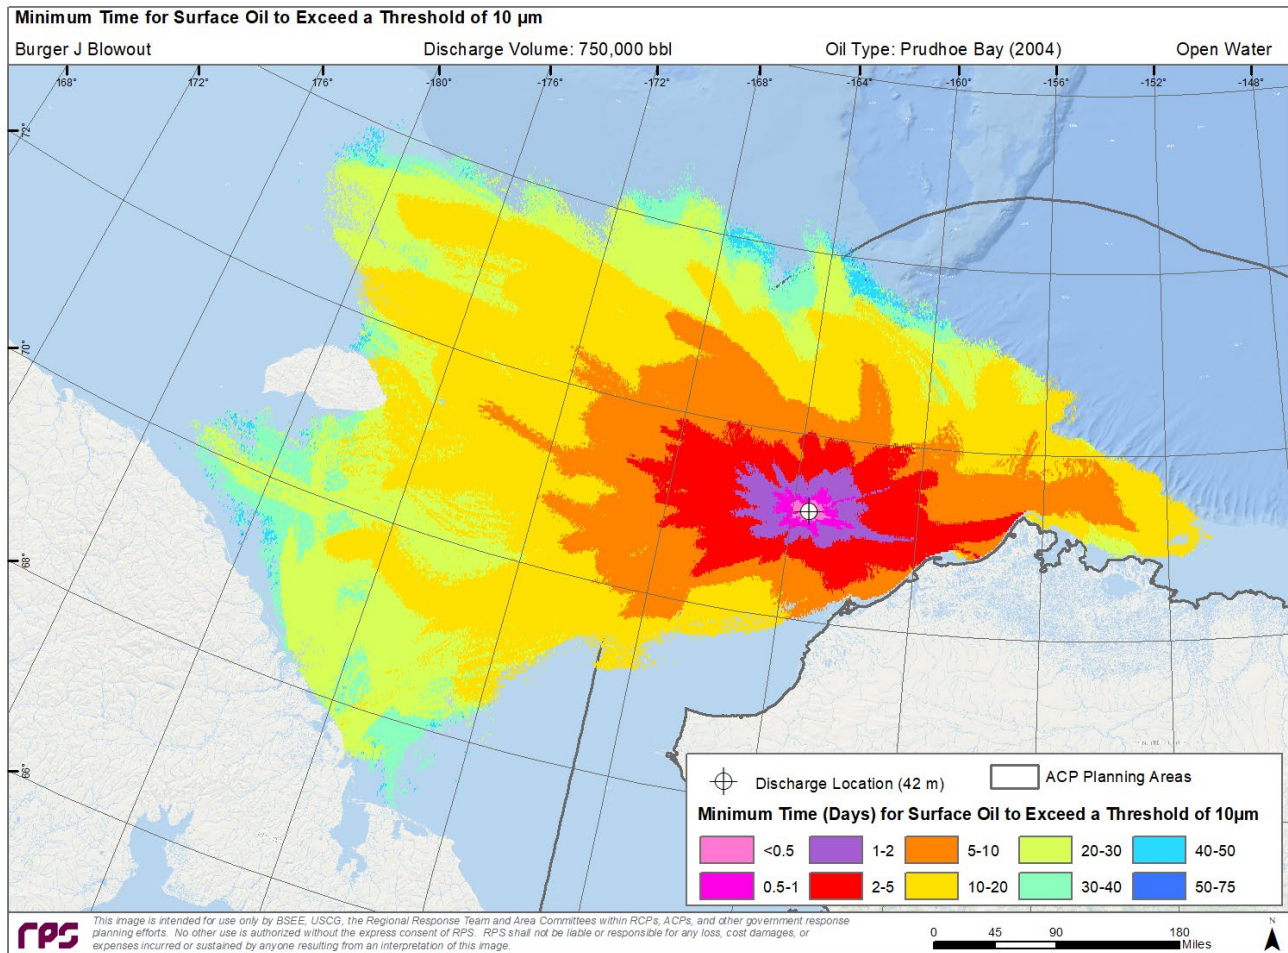 Minimum Time for Surface Oil to Exceed a Threshold of 10 µm
Burger J Blowout Discharge Volume: 750,000 bbl Oil Type: Prudhoe Bay (2004) Open Water
168° 172° 176° -180° -176° -172° -168° -164° -160° -156° -152° -148°
72°
70°
68°
66°
Discharge Location (42 m) ACP Planning Areas
Minimum Time (Days) for Surface Oil to Exceed a Threshold of 10µm
<0.5 1-2 5-10 20-30 40-50
0.5-1 2-5 10-20 30-40 50-75
rps
This image is intended for use only by BSEE, USCG, the Regional Response Team and Area Committees within RCPs, ACPs, and other government response
planning efforts. No other use is authorized without the express consent of RPS. RPS shall not be liable or responsible for any loss, cost damages, or
expenses incurred or sustained by anyone resulting from an interpretation of this image.
0 45 90 180
Miles
N